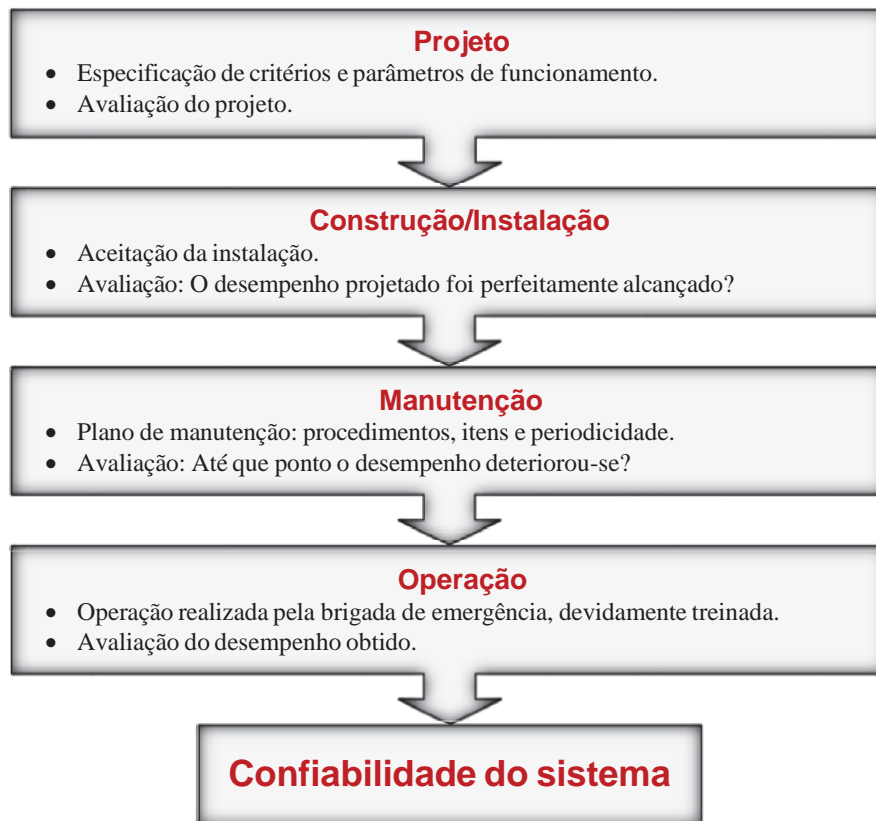 Projeto
• Especificação de critérios e parâmetros de funcionamento.
• Avaliação do projeto.
Construção/Instalação
• Aceitação da instalação.
• Avaliação: O desempenho projetado foi perfeitamente alcançado?
Manutenção
• Plano de manutenção: procedimentos, itens e periodicidade.
• Avaliação: Até que ponto o desempenho deteriorou-se?
Operação
• Operação realizada pela brigada de emergência, devidamente treinada.
• Avaliação do desempenho obtido.
Confiabilidade do sistema